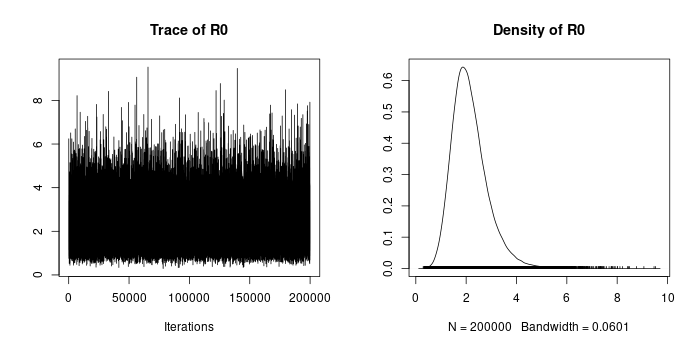 Trace of R0
8
6
4
2
0
0 50000 100000 150000 200000
Iterations
Density of R0
0.6
0.5
0.4
0.3
0.2
0.1
0.0
0 2 4 6 8 10
N = 200000 Bandwidth = 0.0601